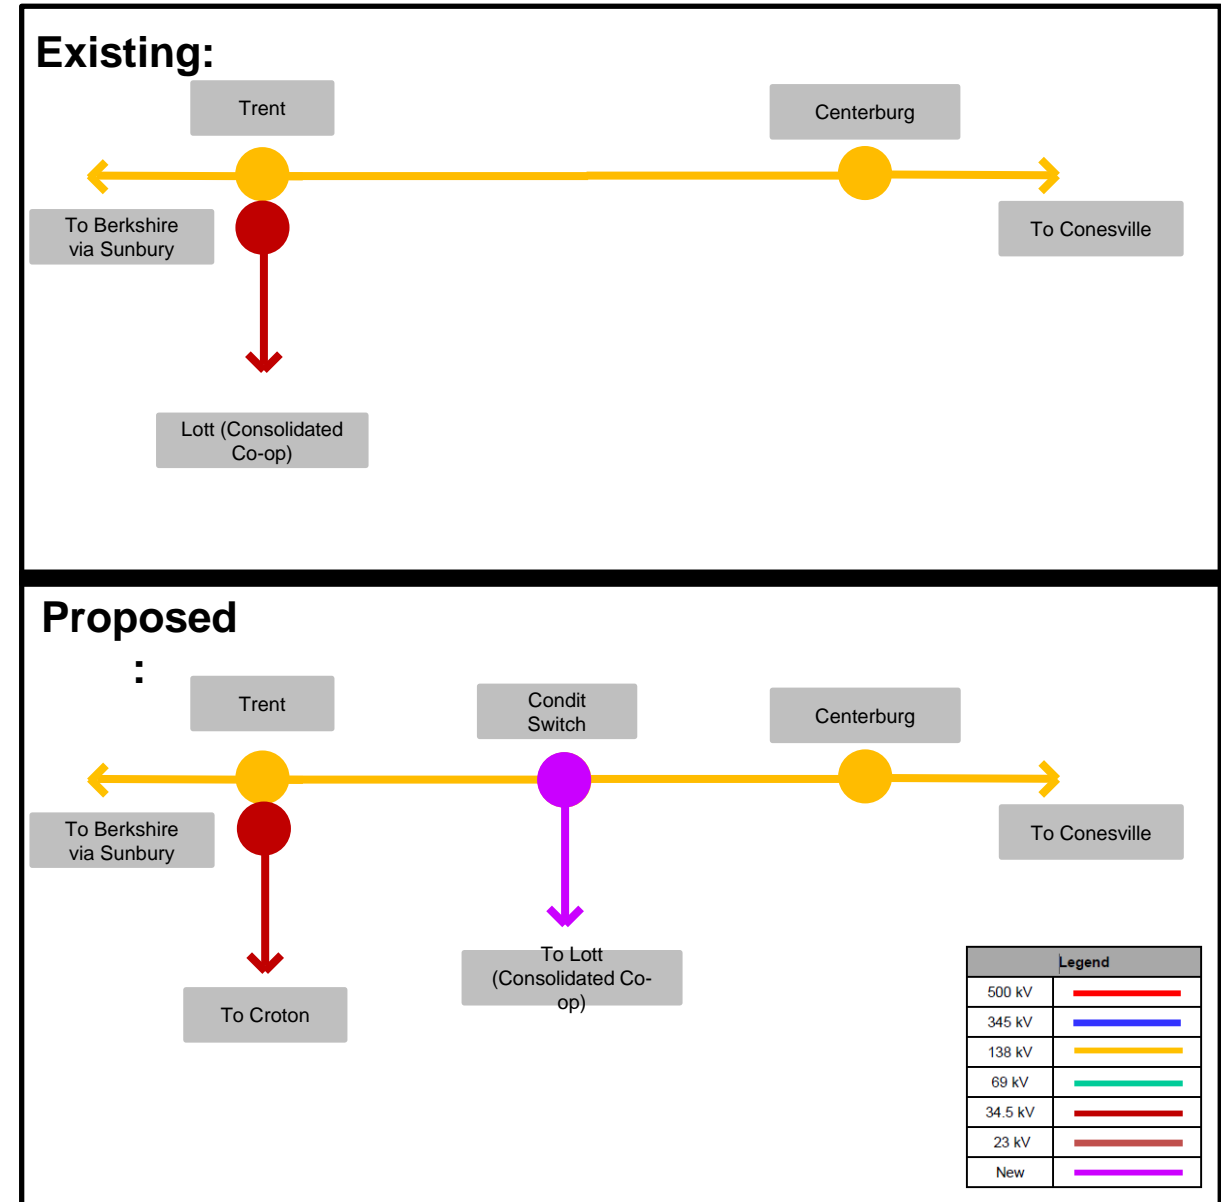 Existing:
Trent
Centerburg
To Berkshire
via Sunbury
To Conesville
Lott (Consolidated
Co-op)
Proposed
:
Trent
Condit
Switch
Centerburg
To Berkshire
via Sunbury
To Conesville
To Lott
(Consolidated Co-
op)
To Croton
Legend
500 kV
345 kV
138 kV
69 kV
34.5 kV
23 kV
New